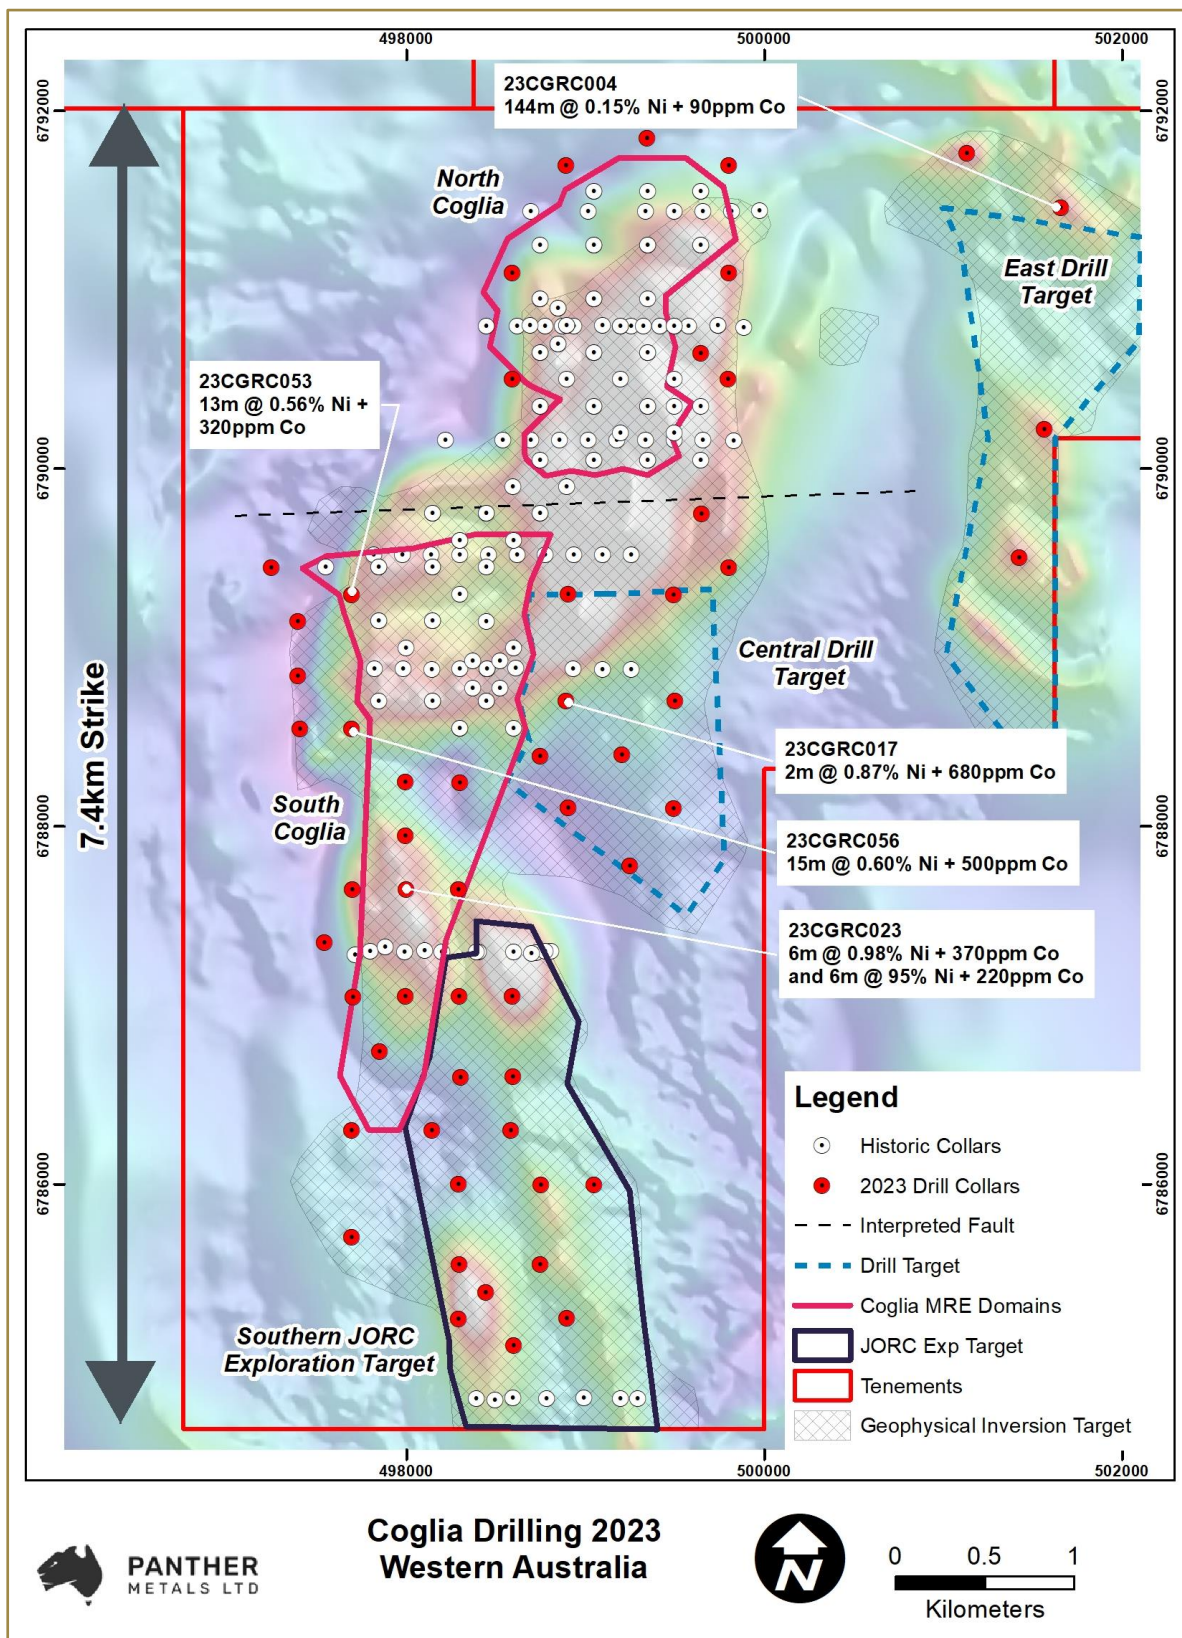 498000
500000
502000
6792000
6792000
23CGRC004
144m @ 0.15% Ni + 90ppm Co
North
Coglia
East Drill
Target
23CGRC053
13m @ 0.56% Ni +
320ppm Co
6790000
6790000
7.4km Strike
Central Drill
Target
23CGRC017
2m @ 0.87% Ni + 680ppm Co
South
Coglia
6788000
6788000
23CGRC056
15m @ 0.60% Ni + 500ppm Co
23CGRC023
6m @ 0.98% Ni + 370ppm Co
and 6m @ 95% Ni + 220ppm Co
Legend
Historic Collars
2023 Drill Collars
Interpreted Fault
Drill Target
Coglia MRE Domains
JORC Exp Target
Tenements
Geophysical Inversion Target
6786000
6786000
Southern JORC
Exploration Target
498000
500000
502000
PANTHER
METALS LTD
Coglia Drilling 2023
Western Australia
N
0 0.5 1
Kilometers